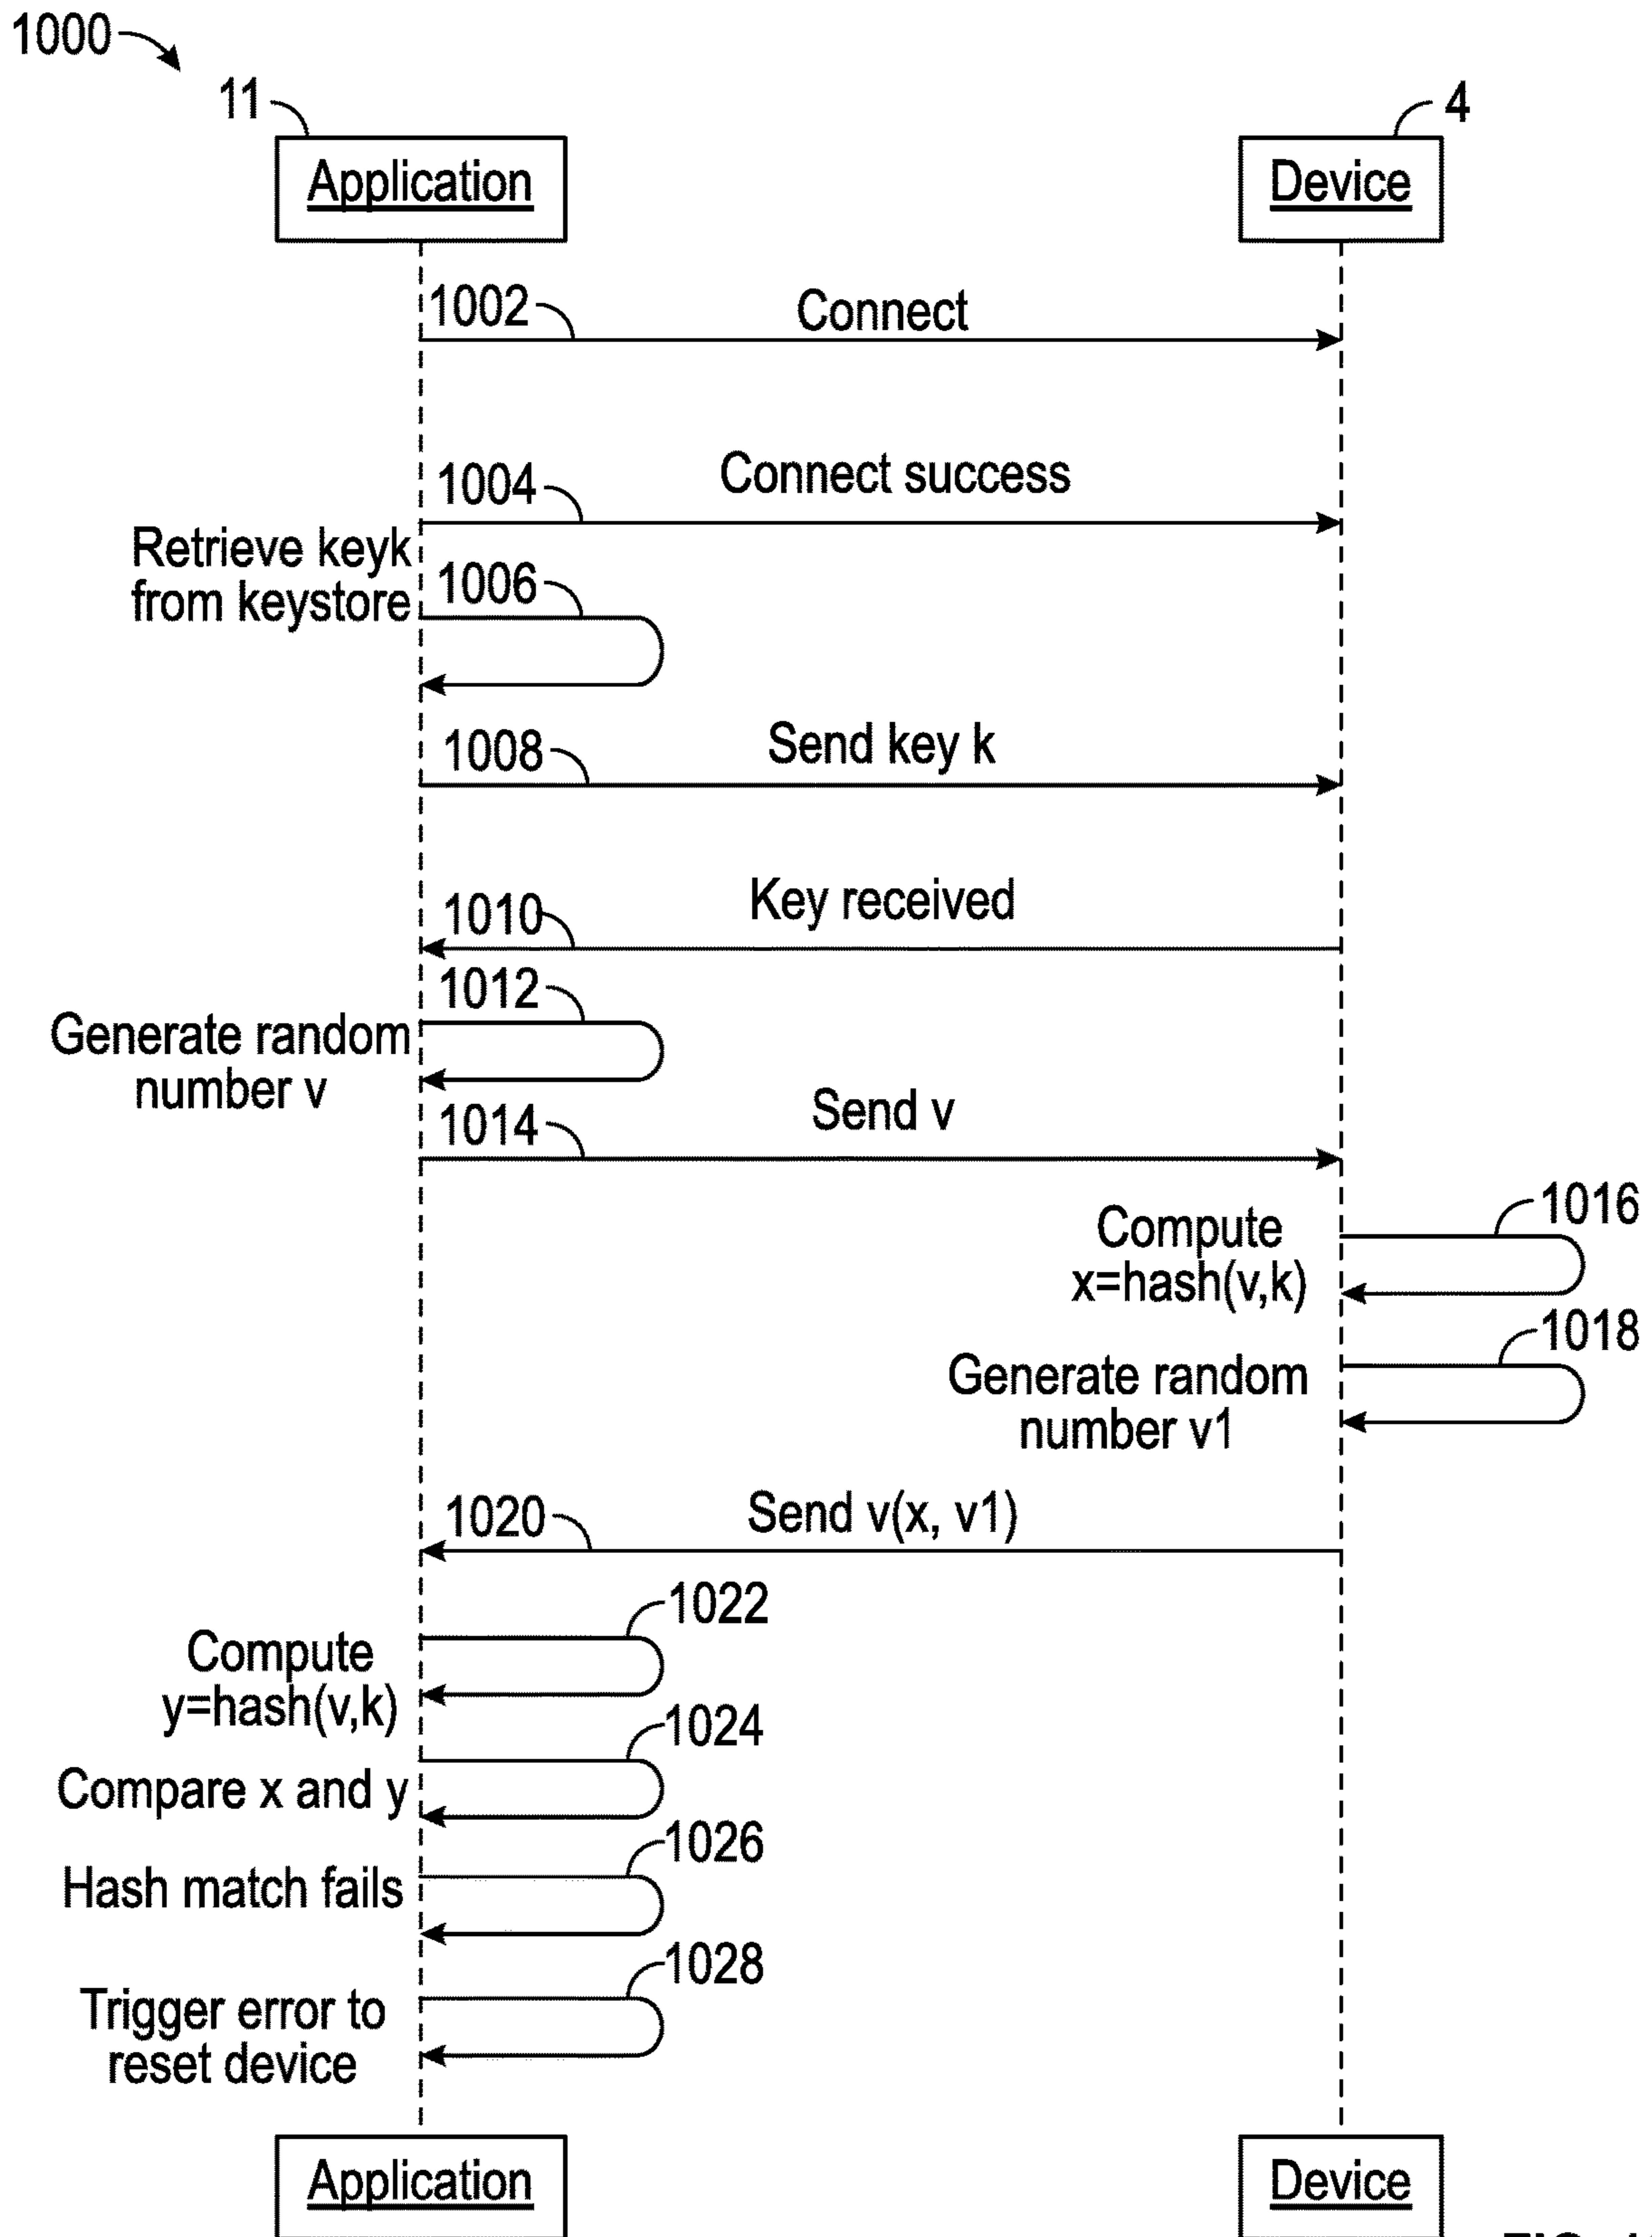 1000
11
4
Application
Device
1002
Connect
1004
Connect success
Retrieve keyk
from keystore
1006
1008
Send key k
1010
Key received
1012
Generate random
number v
1014
Send v
1016
Compute
x=hash(v,k)
1018
Generate random
number v1
1020
Send v(x, v1)
1022
Compute
y=hash(v,k)
1024
Compare x and y
1026
Hash match fails
1028
Trigger error to
reset device
Application
Device